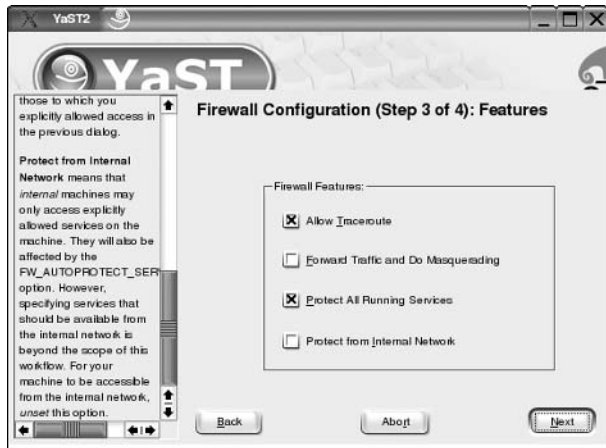 YaST2
YaST
those to which you
explicitly allowed access in
the previous dialog.
Protect from Internal
Network means that
internal machines may
only access explicitly
allowed services on the
machine. They will also be
affected by the
FW_AUTOPROTECT_SER
option. However,
specifying services that
should be available from
the internal network is
beyond the scope of this
workflow. For your
machine to be accessible
from the internal network,
unset this option.
Firewall Configuration (Step 3 of 4): Features
Firewall Features:
Allow Traceroute
Forward Traffic and Do Masquerading
Protect All Running Services
Protect from Internal Network
Back
Abort
Next